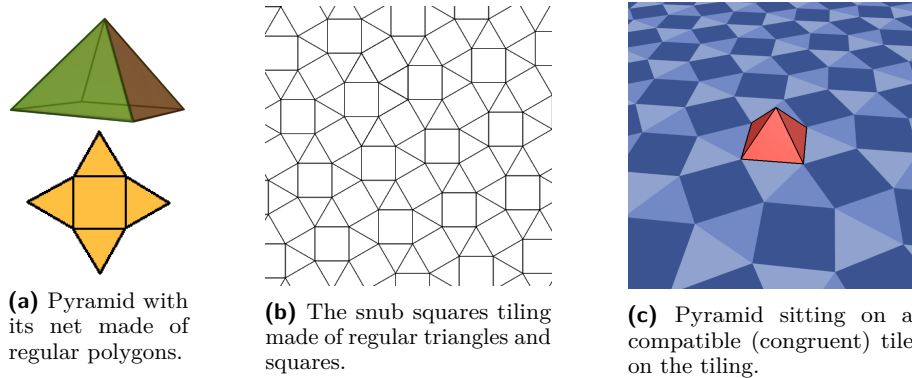 (a) Pyramid with
its net made of
regular polygons.
(b) The snub squares tiling
made of regular triangles and
squares.
(c) Pyramid sitting on a
compatible (congruent) tile
on the tiling.